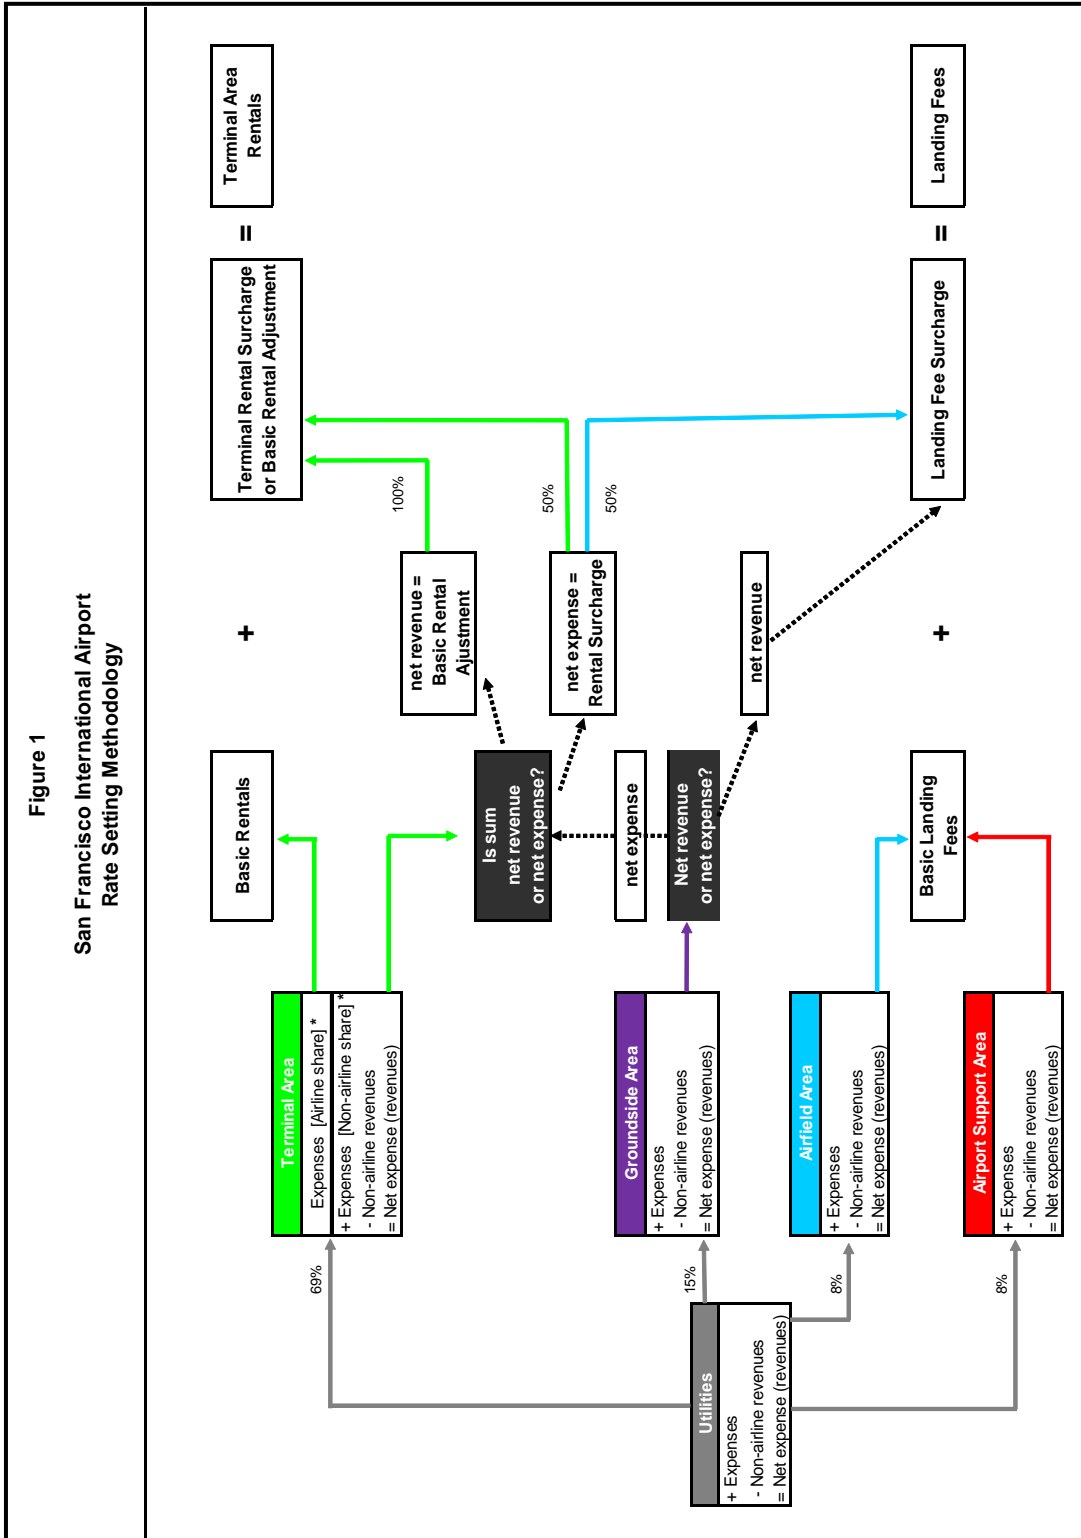 Figure 1
San Francisco International Airport
Rate Setting Methodology
Utilities
+ Expenses
- Non-airline revenues
= Net expense (revenues)
69%
15%
8%
8%
Terminal Area
Expenses [Airline share] *
+ Expenses [Non-airline share] *
- Non-airline revenues
= Net expense (revenues)
Groundside Area
+ Expenses
- Non-airline revenues
= Net expense (revenues)
Airfield Area
+ Expenses
- Non-airline revenues
= Net expense (revenues)
Airport Support Area
+ Expenses
- Non-airline revenues
= Net expense (revenues)
Basic Rentals
Is sum
net revenue
or net expense?
net expense
Net revenue
or net expense?
Basic Landing
Fees
+
net revenue =
Basic Rental
Ajustment
net expense =
Rental Surcharge
net revenue
+
100%
50%
50%
Terminal Rental Surcharge
or Basic Rental Adjustment
Landing Fee Surcharge
=
=
Terminal Area
Rentals
Landing Fees